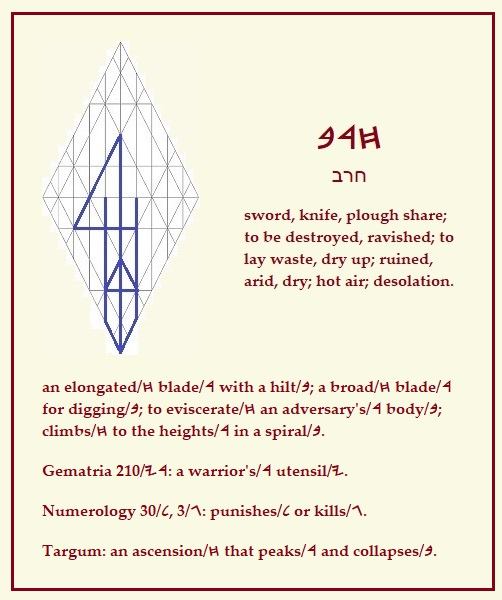 𐤇𐤓𐤁
חרב
sword, knife, plough share;
to be destroyed, ravished; to
lay waste, dry up; ruined,
arid, dry; hot air; desolation.
an elongated/𐤇 blade/𐤓 with a hilt/𐤁; a broad/𐤇 blade/𐤓
for digging/𐤁; to eviscerate/𐤇 an adversary's/𐤓 body/𐤁;
climbs/𐤇 to the heights/𐤓 in a spiral/𐤁.
Gematria 210/𐤓𐤉: a warrior's/𐤓 utensil/𐤉.
Numerology 30/𐤋, 3/𐤂: punishes/𐤋 or kills/𐤂.
Targum: an ascension/𐤇 that peaks/𐤓 and collapses/𐤁.